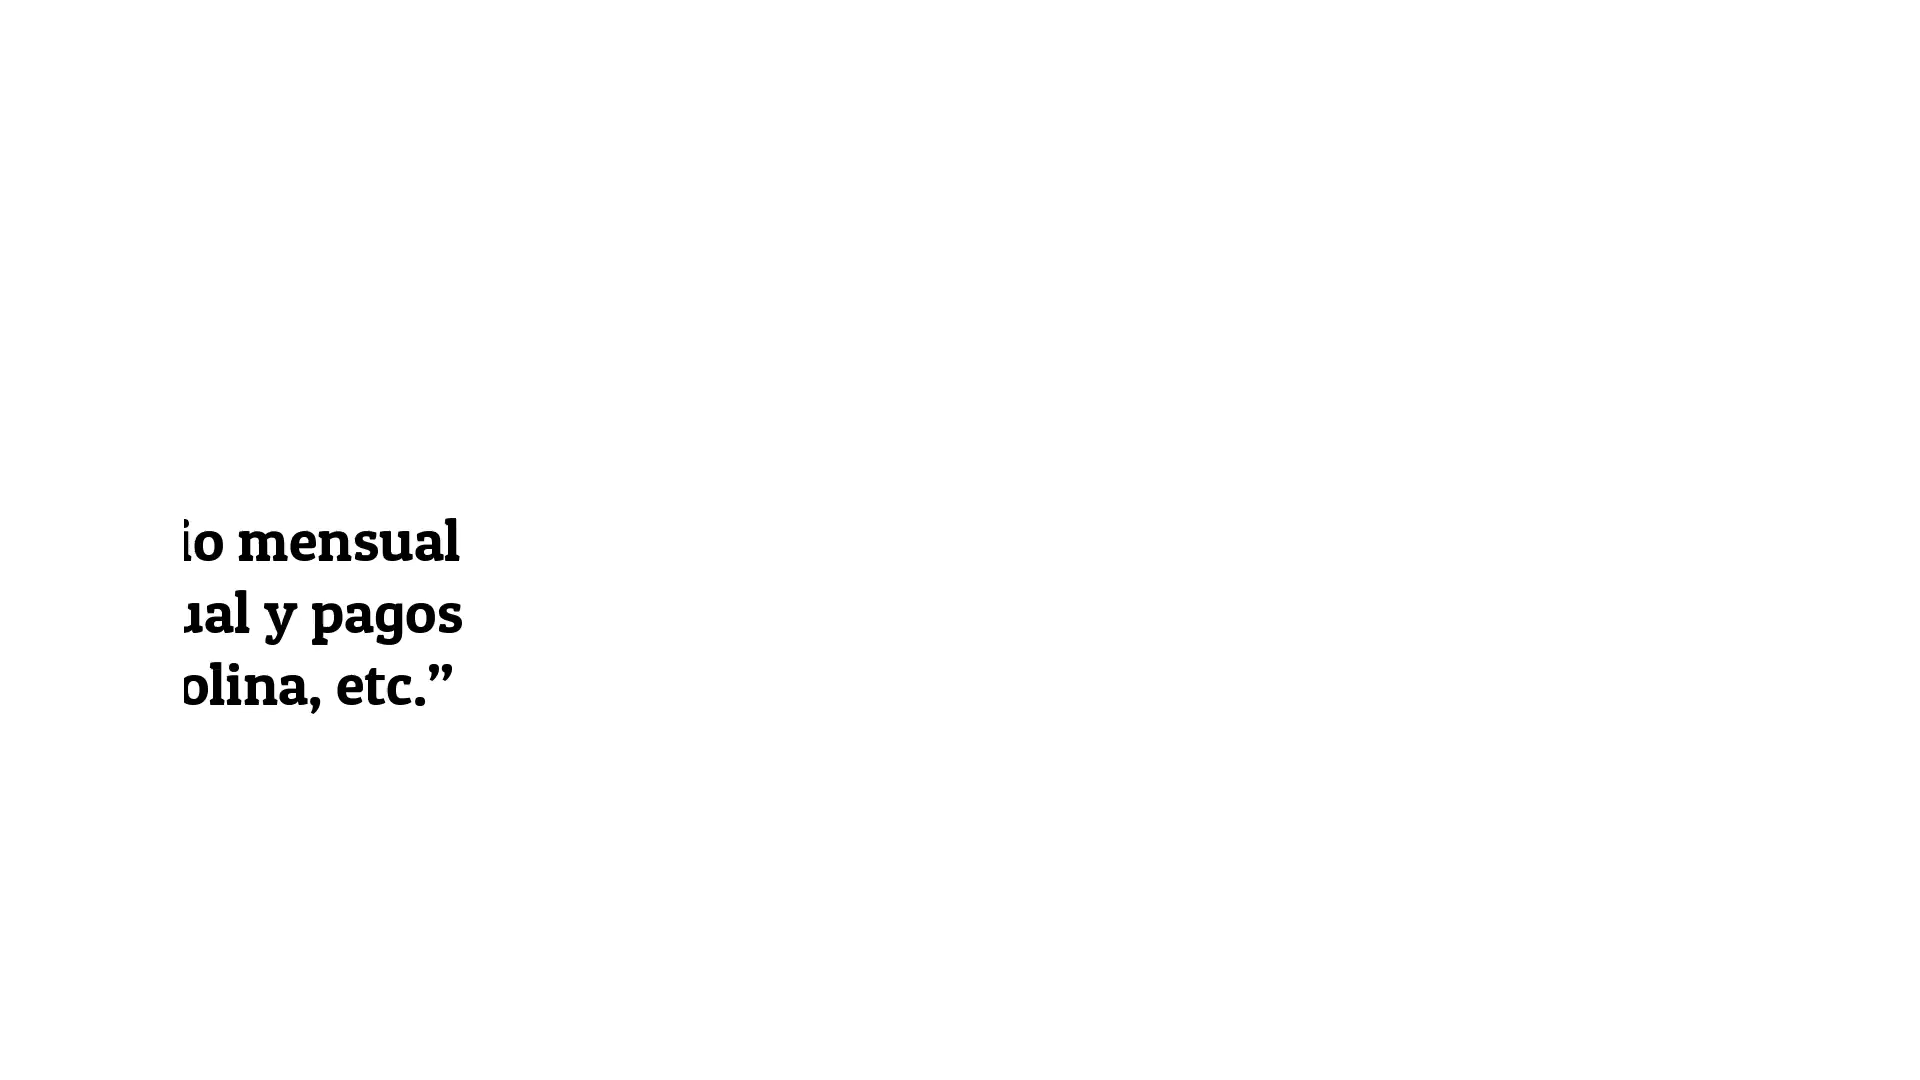 io mensual
ual y pagos
olina, etc.”